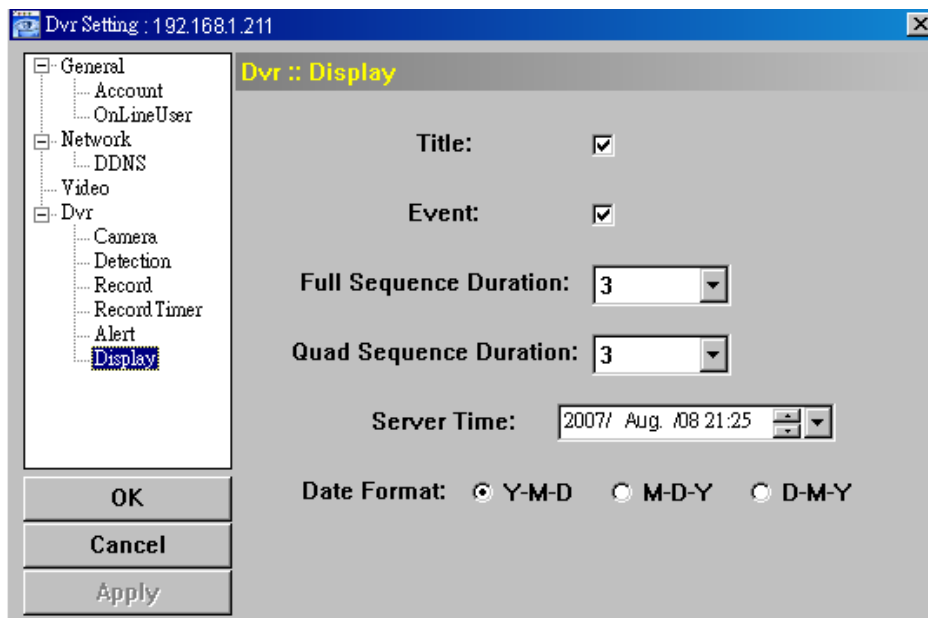 Dvr Setting : 192.168.1.211
General
Account
OnLineUser
Network
DDNS
Video
Dvr
Camera
Detection
Record
Record Timer
Alert
Display
OK
Cancel
Apply
Dvr :: Display
Title:
Event:
Full Sequence Duration: 3
Quad Sequence Duration: 3
Server Time: 2007/ Aug. /08 21:25
Date Format: Y-M-D M-D-Y D-M-Y